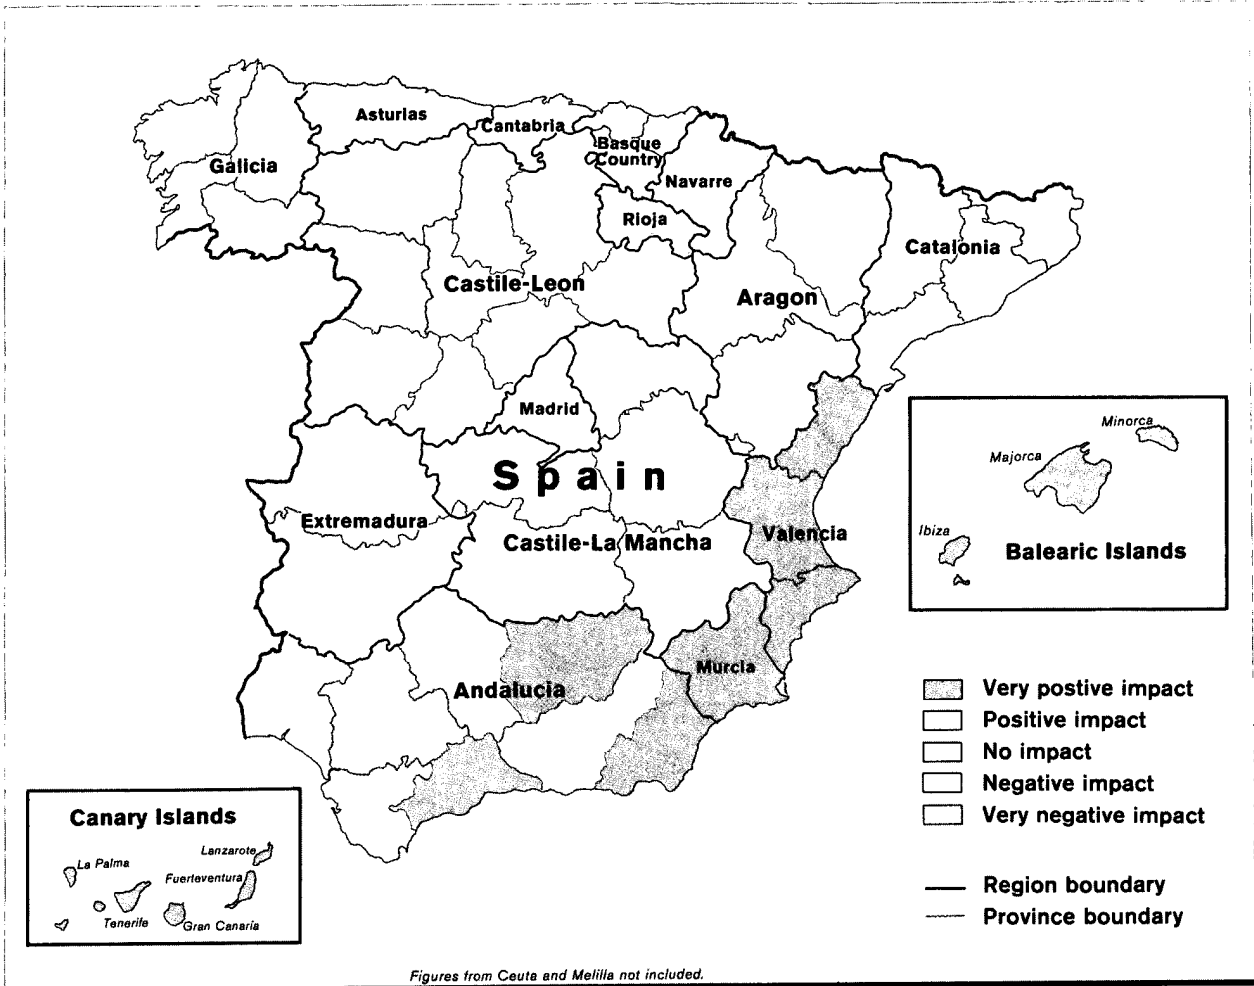 Asturias
Cantabria
Basque
Country
Galicia
Navarre
Rioja
Catalonia
Castile-Leon
Aragon
Madrid
Spain
Extremadura
Castile-La Mancha
Valencia
Murcia
Andalucia
Minorca
Majorca
Ibiza
Balearic Islands
Very postive impact
Positive impact
No impact
Negative impact
Very negative impact
Region boundary
Province boundary
Canary Islands
Lanzarote
La Palma
Fuerteventura
Tenerife
Gran Canaria
Figures from Ceuta and Melilla not included.